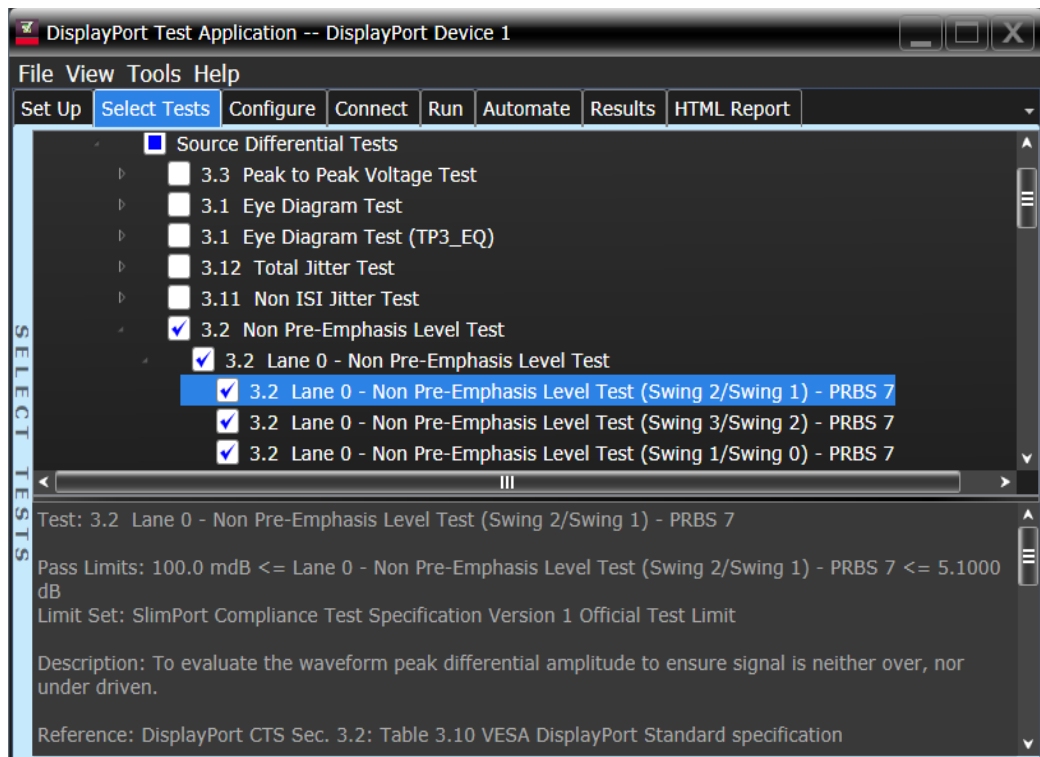 DisplayPort Test Application -- DisplayPort Device 1
File View Tools Help
Set Up Select Tests Configure Connect Run Automate Results HTML Report
SELECT TESTS
Source Differential Tests
3.3 Peak to Peak Voltage Test
3.1 Eye Diagram Test
3.1 Eye Diagram Test (TP3_EQ)
3.12 Total Jitter Test
3.11 Non ISI Jitter Test
3.2 Non Pre-Emphasis Level Test
3.2 Lane 0 - Non Pre-Emphasis Level Test
3.2 Lane 0 - Non Pre-Emphasis Level Test (Swing 2/Swing 1) - PRBS 7
3.2 Lane 0 - Non Pre-Emphasis Level Test (Swing 3/Swing 2) - PRBS 7
3.2 Lane 0 - Non Pre-Emphasis Level Test (Swing 1/Swing 0) - PRBS 7
Test: 3.2 Lane 0 - Non Pre-Emphasis Level Test (Swing 2/Swing 1) - PRBS 7
Pass Limits: 100.0 mdB <= Lane 0 - Non Pre-Emphasis Level Test (Swing 2/Swing 1) - PRBS 7 <= 5.1000
dB
Limit Set: SlimPort Compliance Test Specification Version 1 Official Test Limit
Description: To evaluate the waveform peak differential amplitude to ensure signal is neither over, nor
under driven.
Reference: DisplayPort CTS Sec. 3.2: Table 3.10 VESA DisplayPort Standard specification